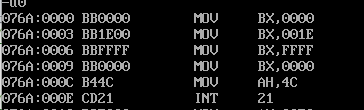 -u0
076A:0000 BB0000 MOV BX,0000
076A:0003 BB1E00 MOV BX,001E
076A:0006 BBFFFF MOV BX,FFFF
076A:0009 BB0000 MOV BX,0000
076A:000C B44C MOV AH,4C
076A:000E CD21 INT 21